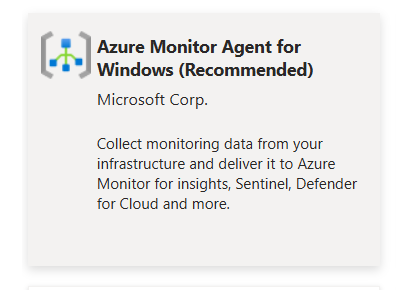 Azure Monitor Agent for
Windows (Recommended)
Microsoft Corp.
Collect monitoring data from your
infrastructure and deliver it to Azure
Monitor for insights, Sentinel, Defender
for Cloud and more.